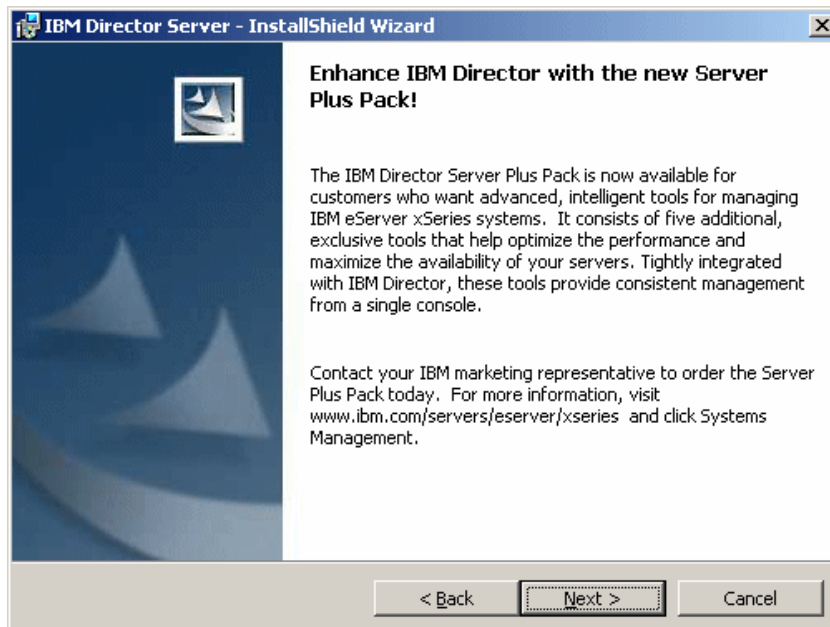 IBM Director Server - InstallShield Wizard
Enhance IBM Director with the new Server
Plus Pack!
The IBM Director Server Plus Pack is now available for
customers who want advanced, intelligent tools for managing
IBM eServer xSeries systems.  It consists of five additional,
exclusive tools that help optimize the performance and
maximize the availability of your servers. Tightly integrated
with IBM Director, these tools provide consistent management
from a single console.
Contact your IBM marketing representative to order the Server
Plus Pack today.  For more information, visit
www.ibm.com/servers/eserver/xseries  and click Systems
Management.
< Back   Next >   Cancel